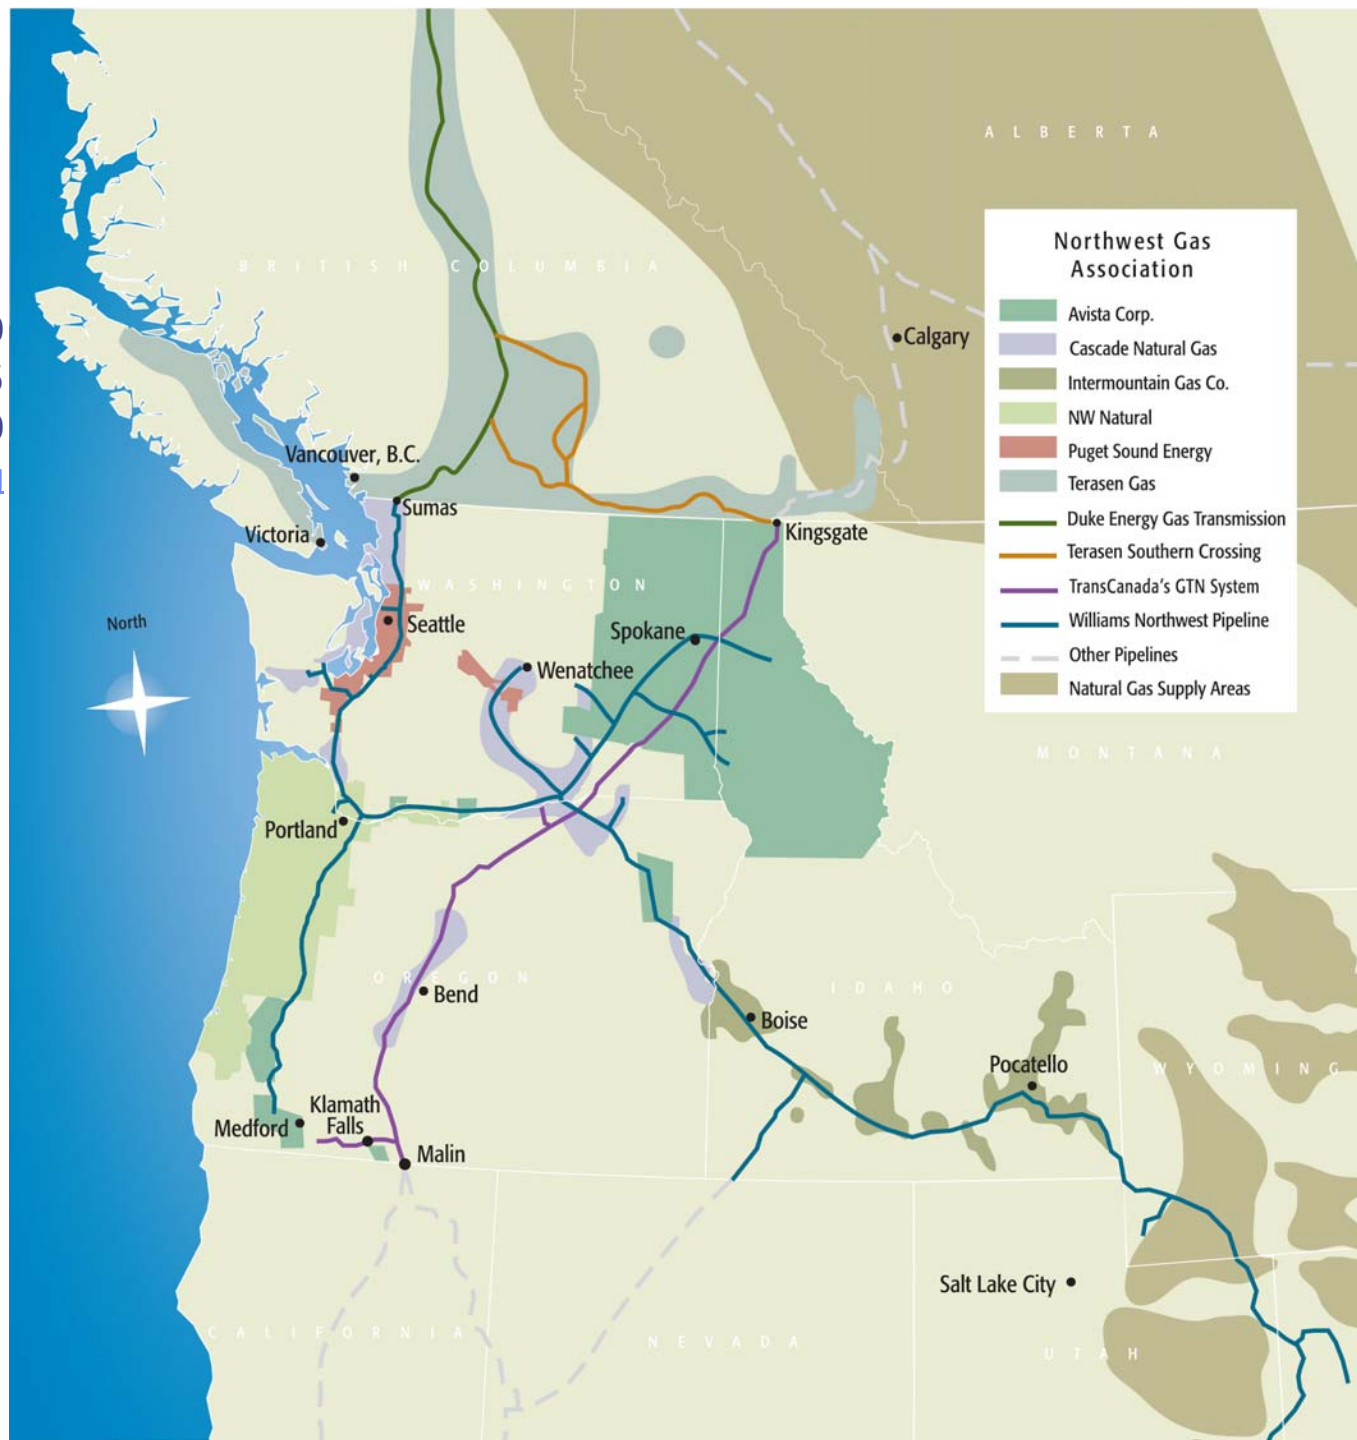 ALBERTA
Northwest Gas
Association
BRITISH COLUMBIA
Avista Corp.
Calgary
Cascade Natural Gas
Intermountain Gas Co.
NW Natural
Vancouver, B.C.
Puget Sound Energy
Terasen Gas
Sumas
Duke Energy Gas Transmission
Victoria
Kingsgate
Terasen Southern Crossing
WASHINGTON
TransCanada's GTN System
North
Seattle
Spokane
Williams Northwest Pipeline
Wenatchee
Other Pipelines
Natural Gas Supply Areas
MONTANA
Portland
OREGON
Bend
IDAHO
Boise
Pocatello
WYOMING
Klamath
Falls
Medford
Malin
Salt Lake City
CALIFORNIA
NEVADA
UTAH